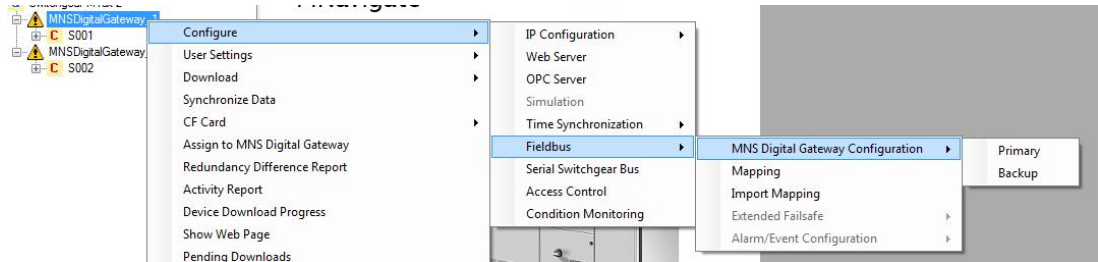 MNSDigitalGateway_1
C S001
MNSDigitalGateway_
C S002
Configure
User Settings
Download
Synchronize Data
CF Card
Assign to MNS Digital Gateway
Redundancy Difference Report
Activity Report
Device Download Progress
Show Web Page
Pending Downloads
IP Configuration
Web Server
OPC Server
Simulation
Time Synchronization
Fieldbus
Serial Switchgear Bus
Access Control
Condition Monitoring
MNS Digital Gateway Configuration
Mapping
Import Mapping
Extended Failsafe
Alarm/Event Configuration
Primary
Backup